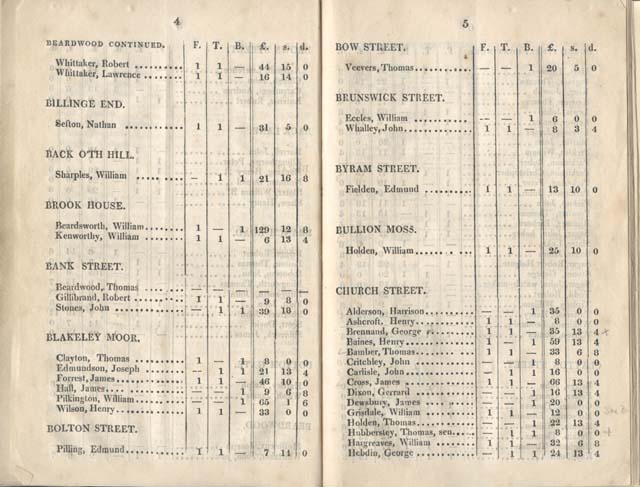 4
BEARDWOOD CONTINUED. F. T. B. £. s. d.
Whittaker, Robert 1 1 — 44 15 0
Whittaker, Lawrence 1 1 — 16 14 0
BILLINGE END.
Sefton, Nathan 1 1 — 31 5 0
BACK OTH HILL.
Sharples, William — 1 1 21 16 8
BROOK HOUSE.
Beardsworth, William 1 — 1 129 12 8
Kenworthy, William 1 1 — 6 13 4
BANK STREET.
Beardwood, Thomas — — — — — —
Gillibrand, Robert 1 1 — 9 8 0
Stones, John — 1 1 39 18 0
BLAKELEY MOOR.
Clayton, Thomas 1 — 1 8 0 0
Edmundson, Joseph — 1 1 21 13 4
Forrest, James 1 1 — 46 10 0
Hall, James — — 1 9 6 8
Pilkington, William — — 1 65 1 6
Wilson, Henry 1 1 — 33 0 0
BOLTON STREET.
Pilling, Edmund 1 1 — 7 14 0
5
BOW STREET. F. T. B. £. s. d.
Veevers, Thomas — — 1 20 5 0
BRUNSWICK STREET.
Eccles, William — — 1 6 0 0
Whalley, John 1 1 — 8 3 4
BYRAM STREET.
Fielden, Edmund 1 1 — 13 10 0
BULLION MOSS.
Holden, William 1 1 — 25 10 0
CHURCH STREET.
Alderson, Harrison — — 1 35 0 0
Ashcroft, Henry 1 1 — 8 0 0
Brennand, George 1 1 — 35 13 4
Baines, Henry 1 — 1 59 13 4
Bamber, Thomas 1 1 — 33 6 8
Critchley, John — — 1 8 0 0
Carlisle, John — 1 1 16 0 0
Cross, James 1 1 — 66 13 4
Dixon, Gerrard — — 1 16 13 4
Dewsbury, James — — 1 20 0 0
Grisdale, William 1 1 — 12 0 0
Holden, Thomas — — 1 22 13 4
Hubberstey, Thomas, sen. — 1 1 8 0 0
Hargreaves, William 1 1 — 32 6 8
Hebdin, George — 1 1 24 13 4